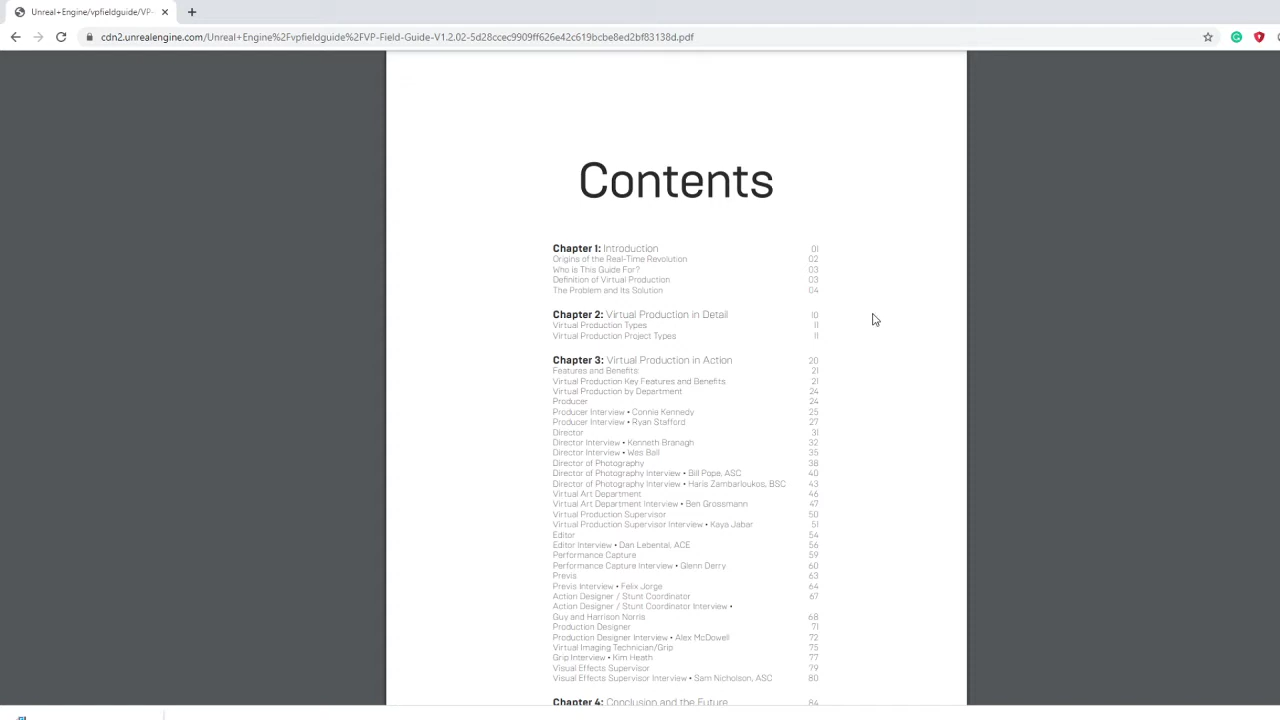 Unreal+Engine/vpfieldguide/VP-
cdn2.unrealengine.com/Unreal+Engine%2Fvpfieldguide%2FVP-Field-Guide-V1.2.02-5d28ccec9909ff626e42c619bcbe8ed2bf83138d.pdf
Contents
Chapter 1: Introduction 01
Origins of the Real-Time Revolution 02
Who is This Guide For? 03
Definition of Virtual Production 03
The Problem and Its Solution 04
Chapter 2: Virtual Production in Detail 10
Virtual Production Types 11
Virtual Production Project Types 11
Chapter 3: Virtual Production in Action 20
Features and Benefits: 21
Virtual Production Key Features and Benefits 21
Virtual Production by Department 24
Producer 24
Producer Interview • Connie Kennedy 25
Producer Interview • Ryan Stafford 27
Director 31
Director Interview • Kenneth Branagh 32
Director Interview • Wes Ball 35
Director of Photography 38
Director of Photography Interview • Bill Pope, ASC 40
Director of Photography Interview • Haris Zambarloukos, BSC 43
Virtual Art Department 46
Virtual Art Department Interview • Ben Grossmann 47
Virtual Production Supervisor 50
Virtual Production Supervisor Interview • Kaya Jabar 51
Editor 54
Editor Interview • Dan Lebental, ACE 56
Performance Capture 59
Performance Capture Interview • Glenn Derry 60
Previs 63
Previs Interview • Felix Jorge 64
Action Designer / Stunt Coordinator 67
Action Designer / Stunt Coordinator Interview •
Guy and Harrison Norris 68
Production Designer 71
Production Designer Interview • Alex McDowell 72
Virtual Imaging Technician/Grip 75
Grip Interview • Kim Heath 77
Visual Effects Supervisor 79
Visual Effects Supervisor Interview • Sam Nicholson, ASC 80
Chapter 4: Conclusion and the Future 84